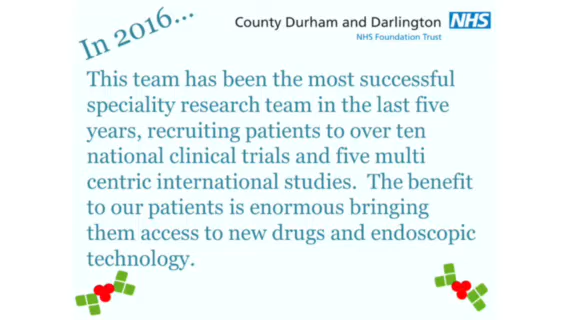 In 2016...
County Durham and Darlington NHS
NHS Foundation Trust
This team has been the most successful
speciality research team in the last five
years, recruiting patients to over ten
national clinical trials and five multi
centric international studies.  The benefit
to our patients is enormous bringing
them access to new drugs and endoscopic
technology.